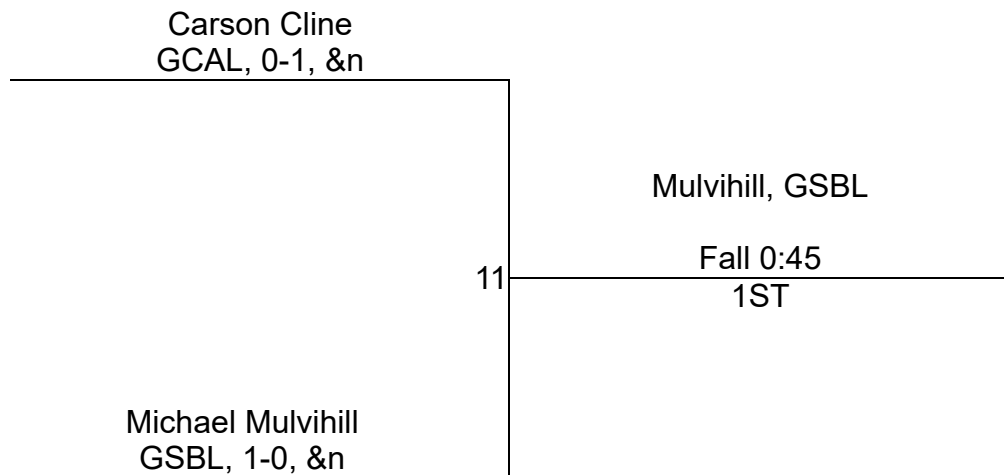 Carson Cline
GCAL, 0-1, &n
Mulvihill, GSBL
Fall 0:45
11
1ST
Michael Mulvihill
GSBL, 1-0, &n